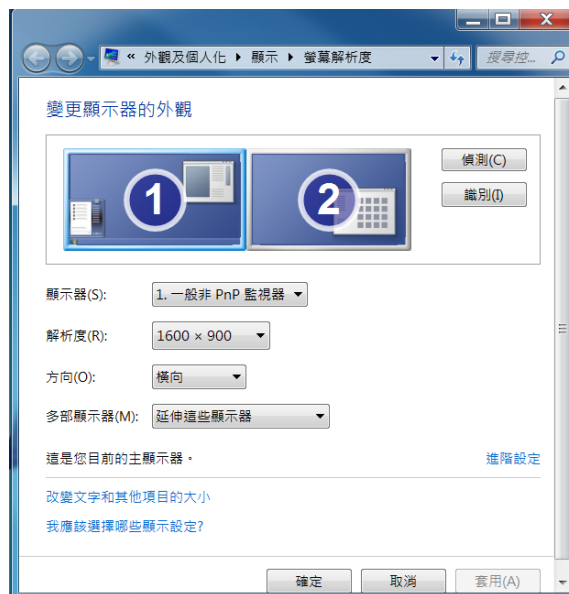 « 外觀及個人化 ▸ 顯示 ▸ 螢幕解析度
搜尋控...
變更顯示器的外觀
1
2
偵測(C)
識別(I)
顯示器(S): 1. 一般非 PnP 監視器
解析度(R): 1600 × 900
方向(O): 橫向
多部顯示器(M): 延伸這些顯示器
這是您目前的主顯示器。 進階設定
改變文字和其他項目的大小
我應該選擇哪些顯示設定?
確定 取消 套用(A)